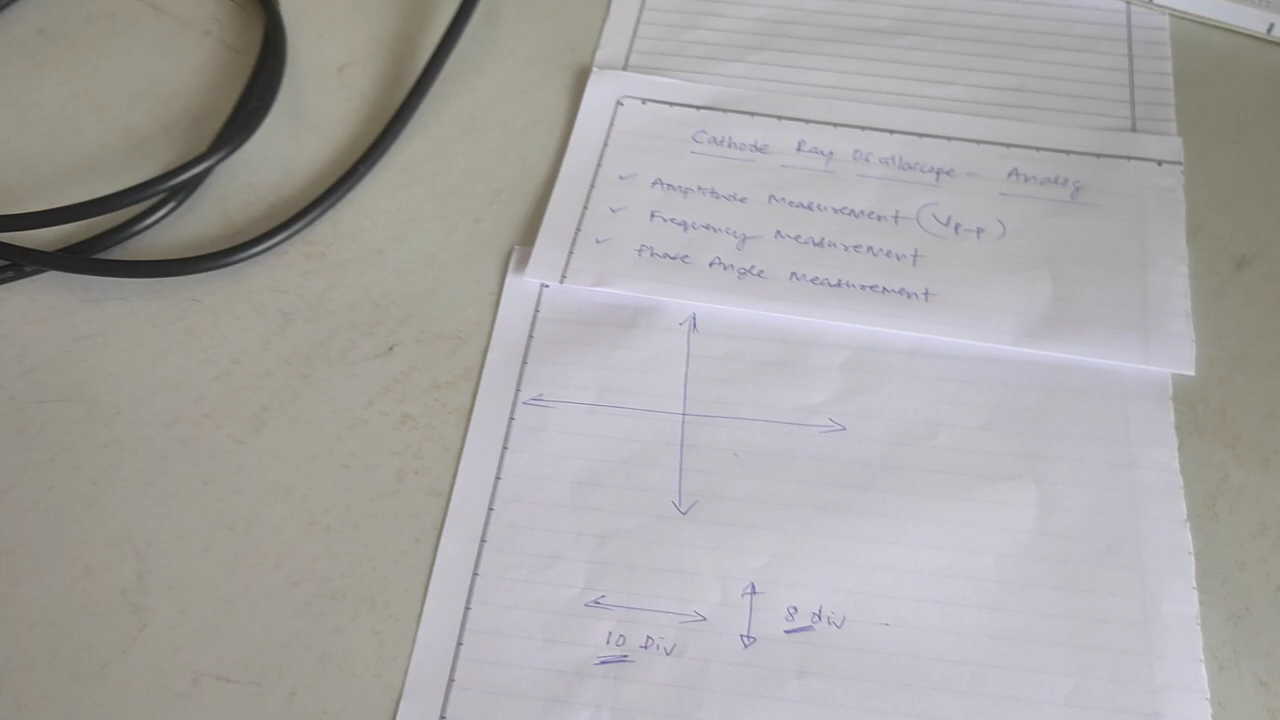 Cathode Ray Oscilloscope - Analog
✓ Amplitude Measurement (Vp-p)
✓ Frequency Measurement
✓ Phase Angle Measurement
10 Div
8 div